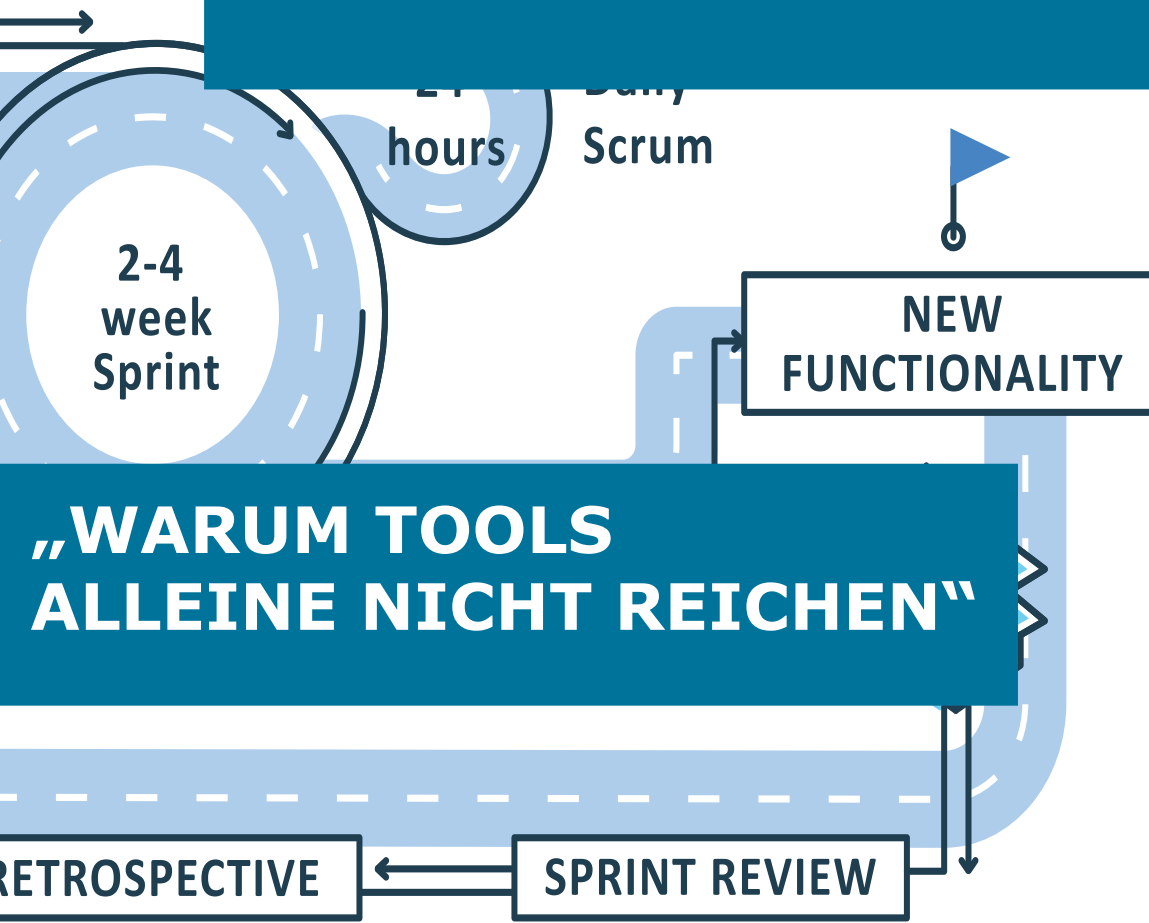 hours
Scrum
2-4
week
Sprint
NEW
FUNCTIONALITY
„WARUM TOOLS
ALLEINE NICHT REICHEN“
RETROSPECTIVE
SPRINT REVIEW